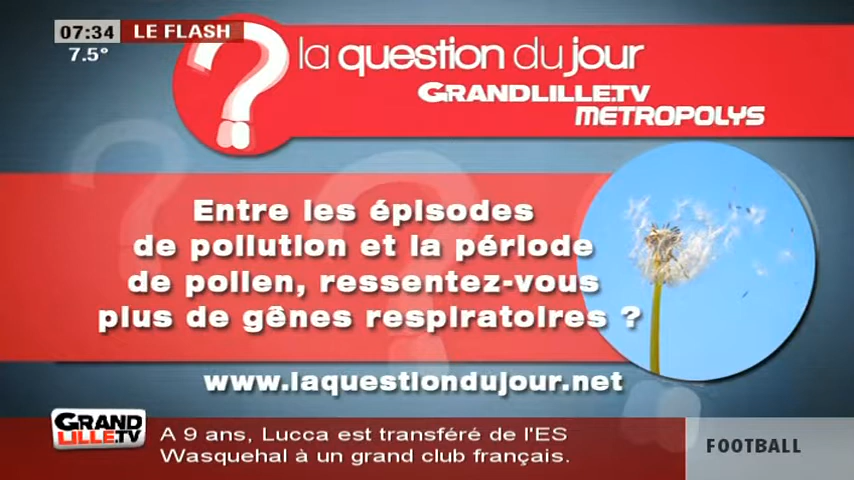 07:34 LE FLASH
7.5°
la question du jour
GRANDLILLE.TV
METROPOLYS
Entre les épisodes
de pollution et la période
de pollen, ressentez-vous
plus de gênes respiratoires ?
www.laquestiondujour.net
GRAND
LILLE.TV
A 9 ans, Lucca est transféré de l'ES
Wasquehal à un grand club français.
FOOTBALL